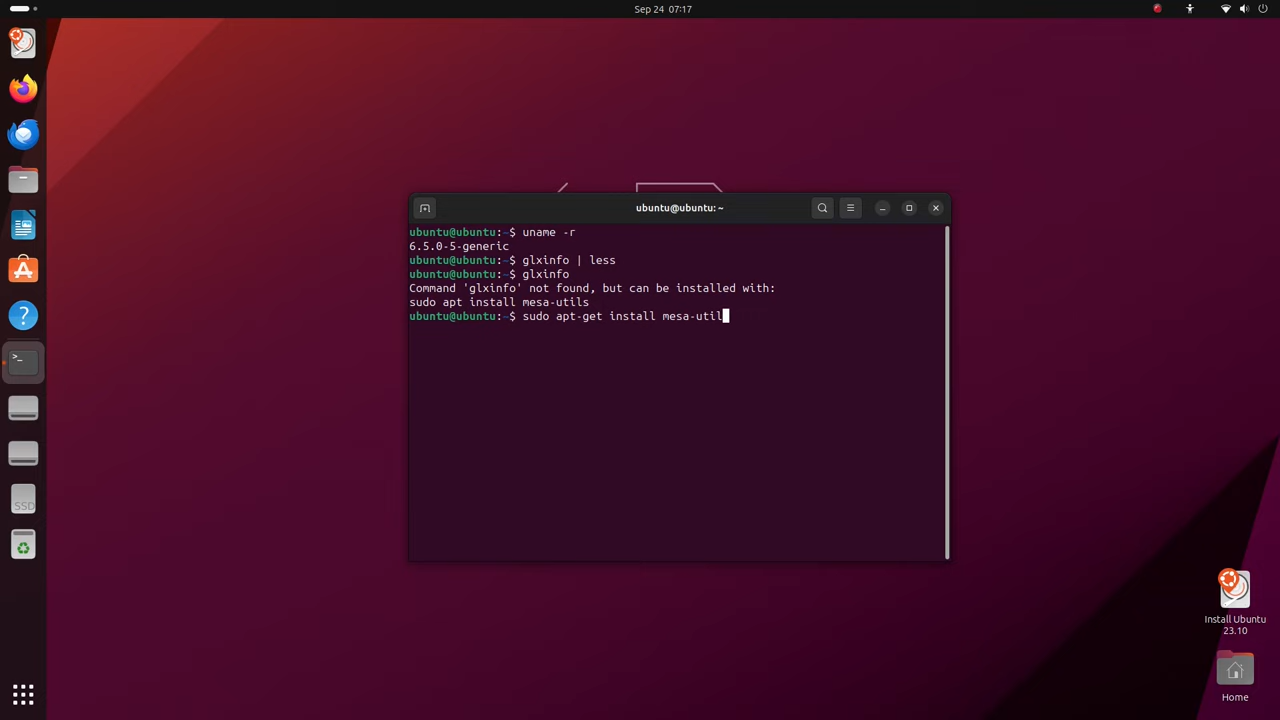 Sep 24 07:17
ubuntu@ubuntu: ~
ubuntu@ubuntu:~$ uname -r
6.5.0-5-generic
ubuntu@ubuntu:~$ glxinfo | less
ubuntu@ubuntu:~$ glxinfo
Command 'glxinfo' not found, but can be installed with:
sudo apt install mesa-utils
ubuntu@ubuntu:~$ sudo apt-get install mesa-util
>_
SSD
Install Ubuntu
23.10
Home